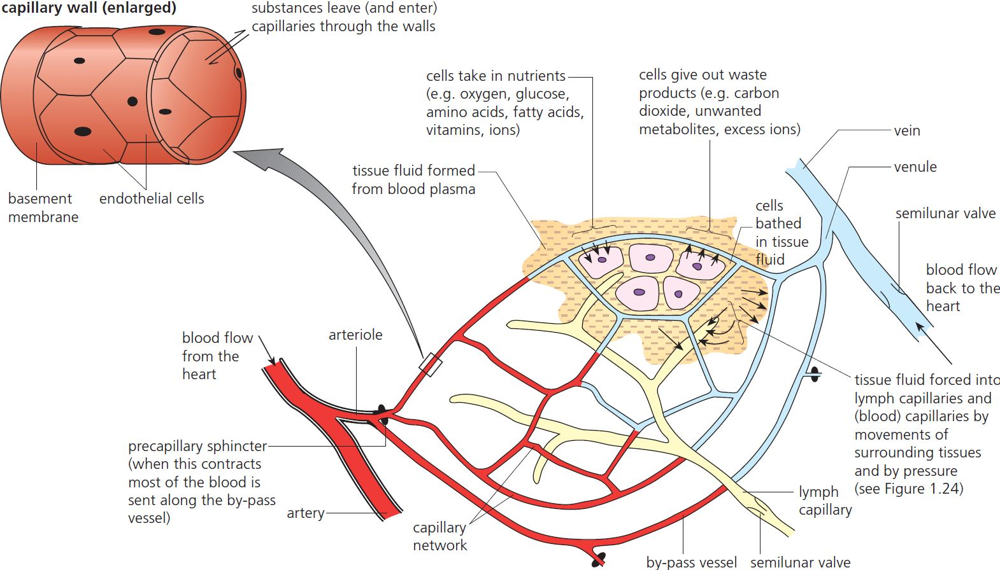 capillary wall (enlarged)
substances leave (and enter)
capillaries through the walls
basement
membrane
endothelial cells
cells take in nutrients
(e.g. oxygen, glucose,
amino acids, fatty acids,
vitamins, ions)
cells give out waste
products (e.g. carbon
dioxide, unwanted
metabolites, excess ions)
vein
venule
tissue fluid formed
from blood plasma
cells
bathed
in tissue
fluid
semilunar valve
blood flow
back to the
heart
blood flow
from the
heart
arteriole
tissue fluid forced into
lymph capillaries and
(blood) capillaries by
movements of
surrounding tissues
and by pressure
(see Figure 1.24)
precapillary sphincter
(when this contracts
most of the blood is
sent along the by-pass
vessel)
artery
capillary
network
lymph
capillary
by-pass vessel
semilunar valve